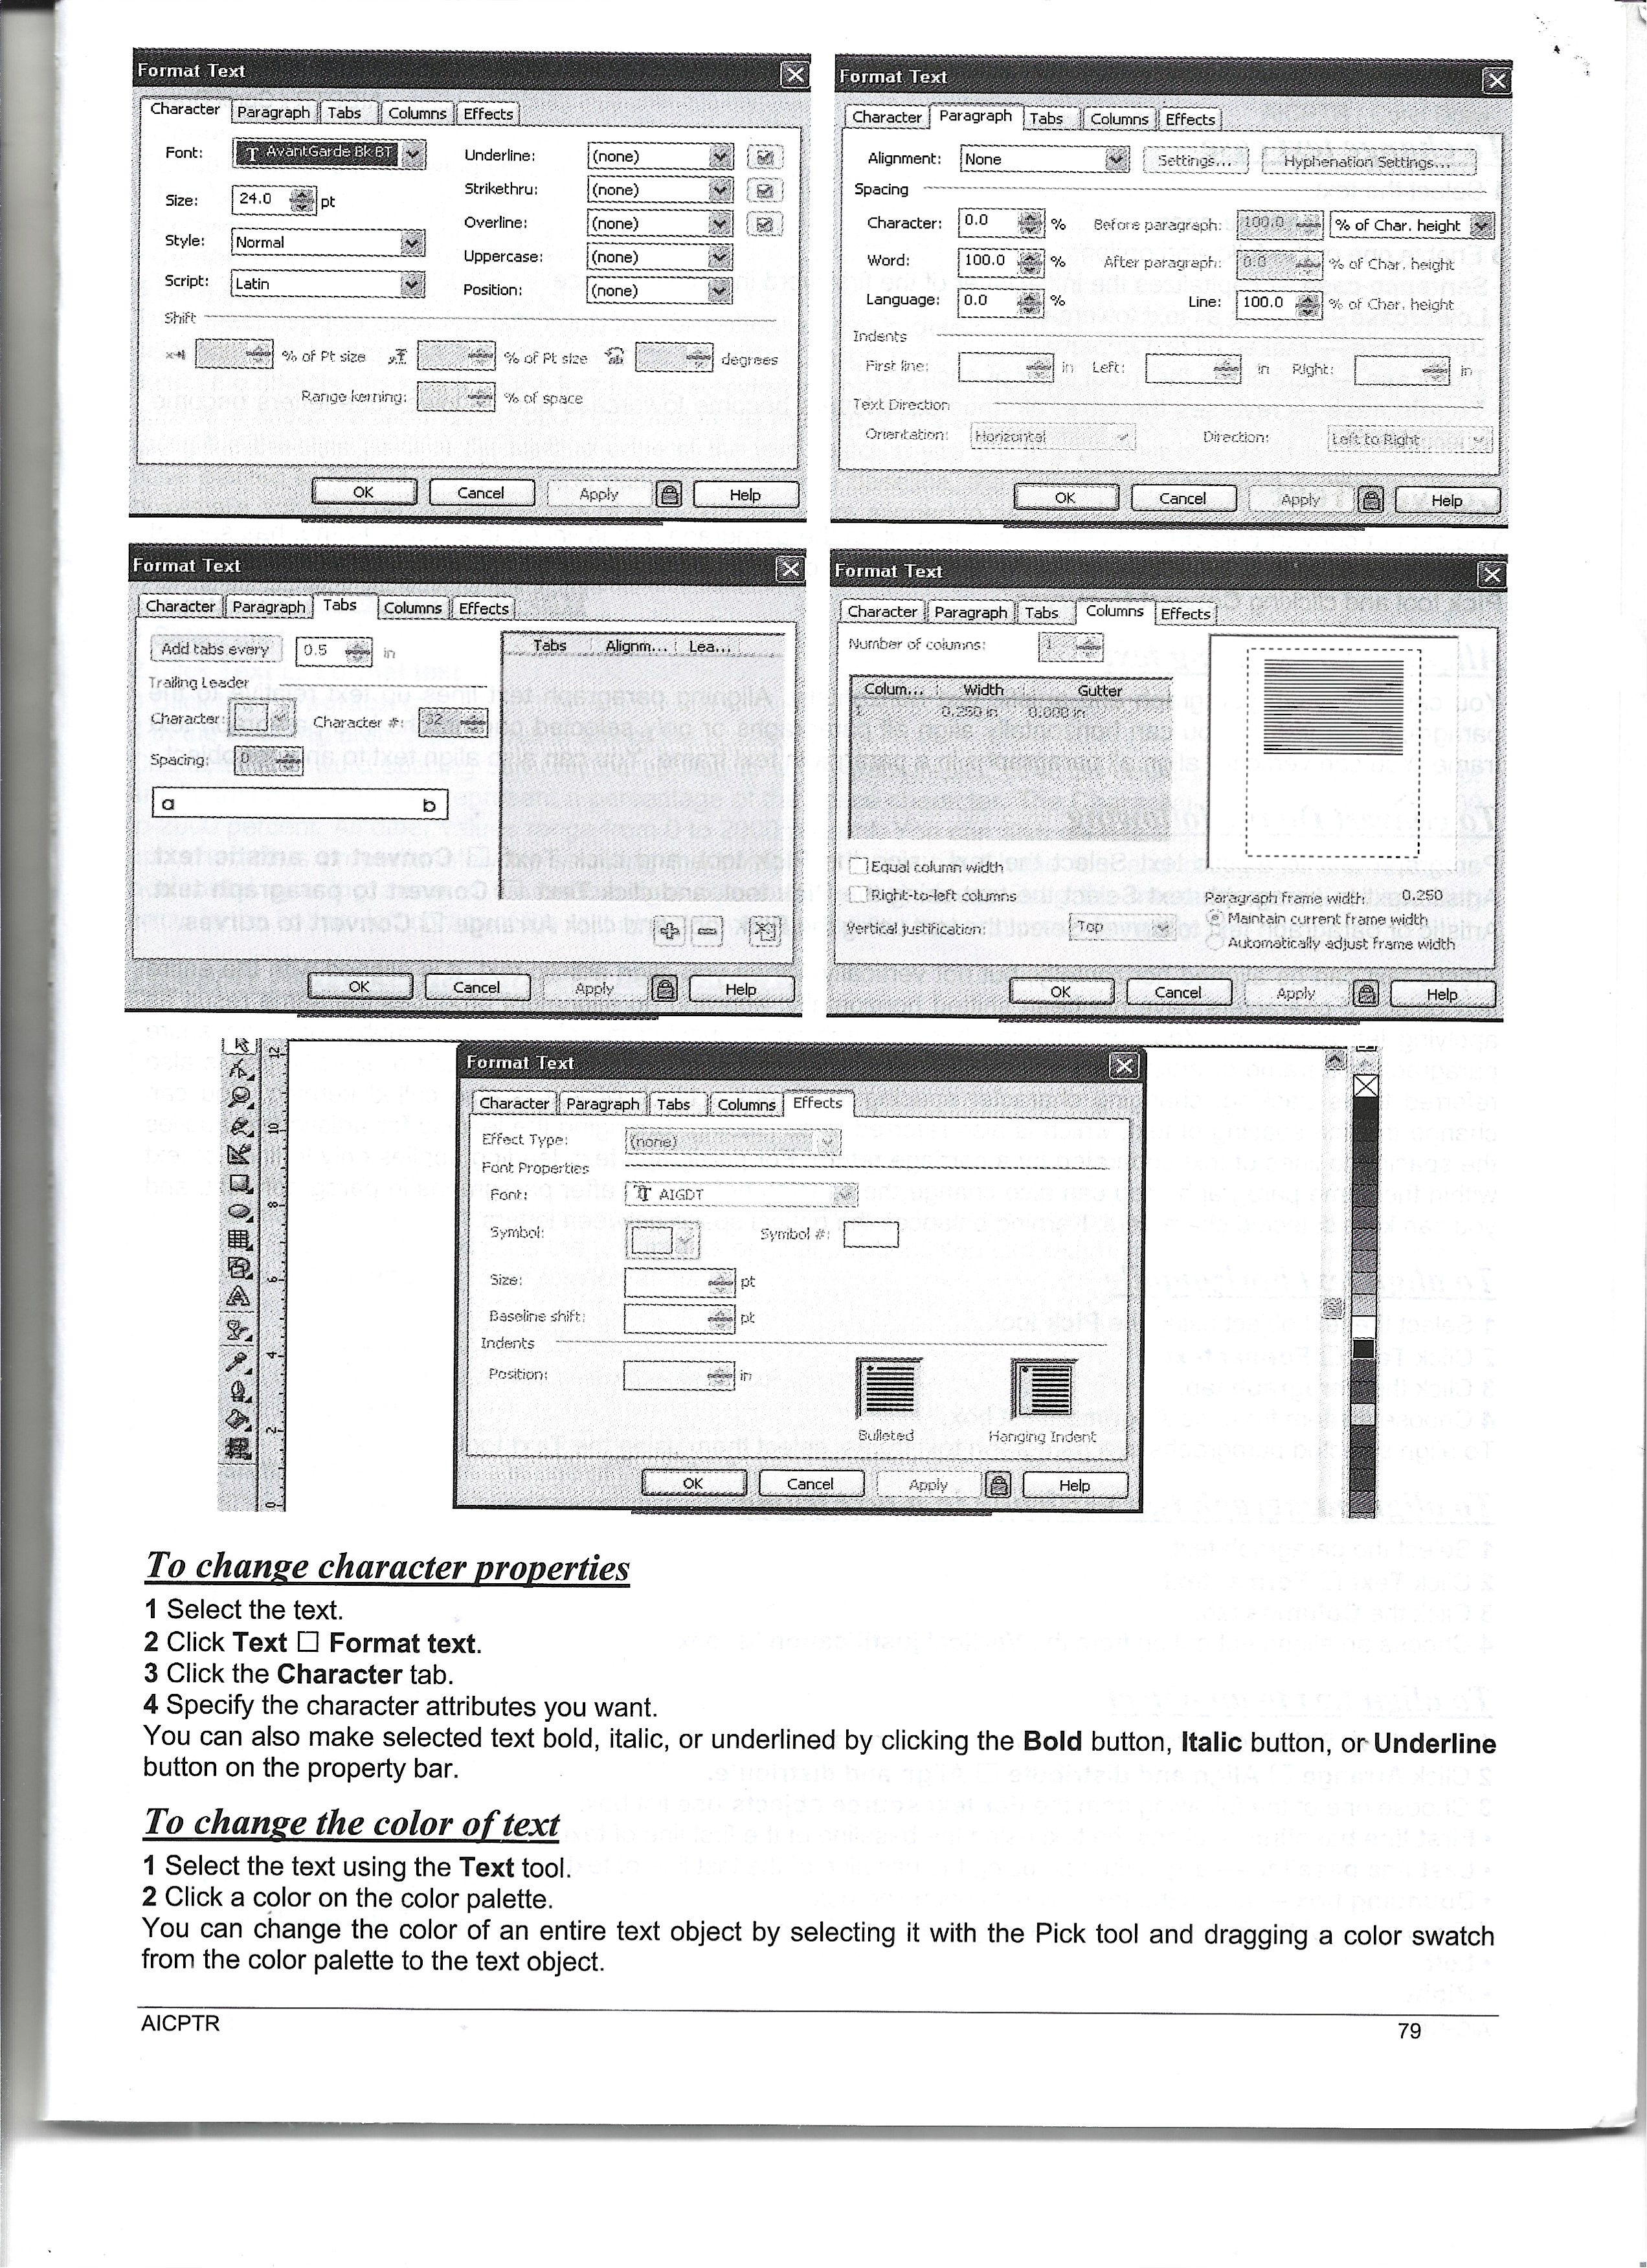 Format Text
Character Paragraph Tabs Columns Effects
Font: AvantGarde Bk BT Underline: (none)
Size: 24.0 pt Strikethru: (none)
Overline: (none)
Style: Normal Uppercase: (none)
Script: Latin Position: (none)
Shift
% of Pt size % of Pt size degrees
Range kerning: % of space
OK Cancel Apply Help
Format Text
Character Paragraph Tabs Columns Effects
Alignment: None Settings... Hyphenation Settings...
Spacing
Character: 0.0 % Before paragraph: 100.0 % of Char. height
Word: 100.0 % After paragraph: 0.0 % of Char. height
Language: 0.0 % Line: 100.0 % of Char. height
Indents
First line: in Left: in Right: in
Text Direction
Orientation: Horizontal Direction: Left to Right
OK Cancel Apply Help
Format Text
Character Paragraph Tabs Columns Effects
Add tabs every 0.5 in Tabs Alignm... Lea...
Trailing Leader
Character: Character #: 32
Spacing: 0
a b
OK Cancel Apply Help
Format Text
Character Paragraph Tabs Columns Effects
Number of columns: 1
Colum... Width Gutter
1 0.250 in 0.000 in
Equal column width
Right-to-left columns Paragraph frame width: 0.250
Vertical justification: Top Maintain current frame width
Automatically adjust frame width
OK Cancel Apply Help
Format Text
Character Paragraph Tabs Columns Effects
Effect Type: (none)
Font Properties
Font: AIGDT
Symbol: Symbol #:
Size: pt
Baseline shift: pt
Indents
Position: in
Bulleted Hanging Indent
OK Cancel Apply Help
12
10
8
6
4
2
0
To change character properties
1 Select the text.
2 Click Text ☐ Format text.
3 Click the Character tab.
4 Specify the character attributes you want.
You can also make selected text bold, italic, or underlined by clicking the Bold button, Italic button, or Underline
button on the property bar.
To change the color of text
1 Select the text using the Text tool.
2 Click a color on the color palette.
You can change the color of an entire text object by selecting it with the Pick tool and dragging a color swatch
from the color palette to the text object.
AICPTR 79